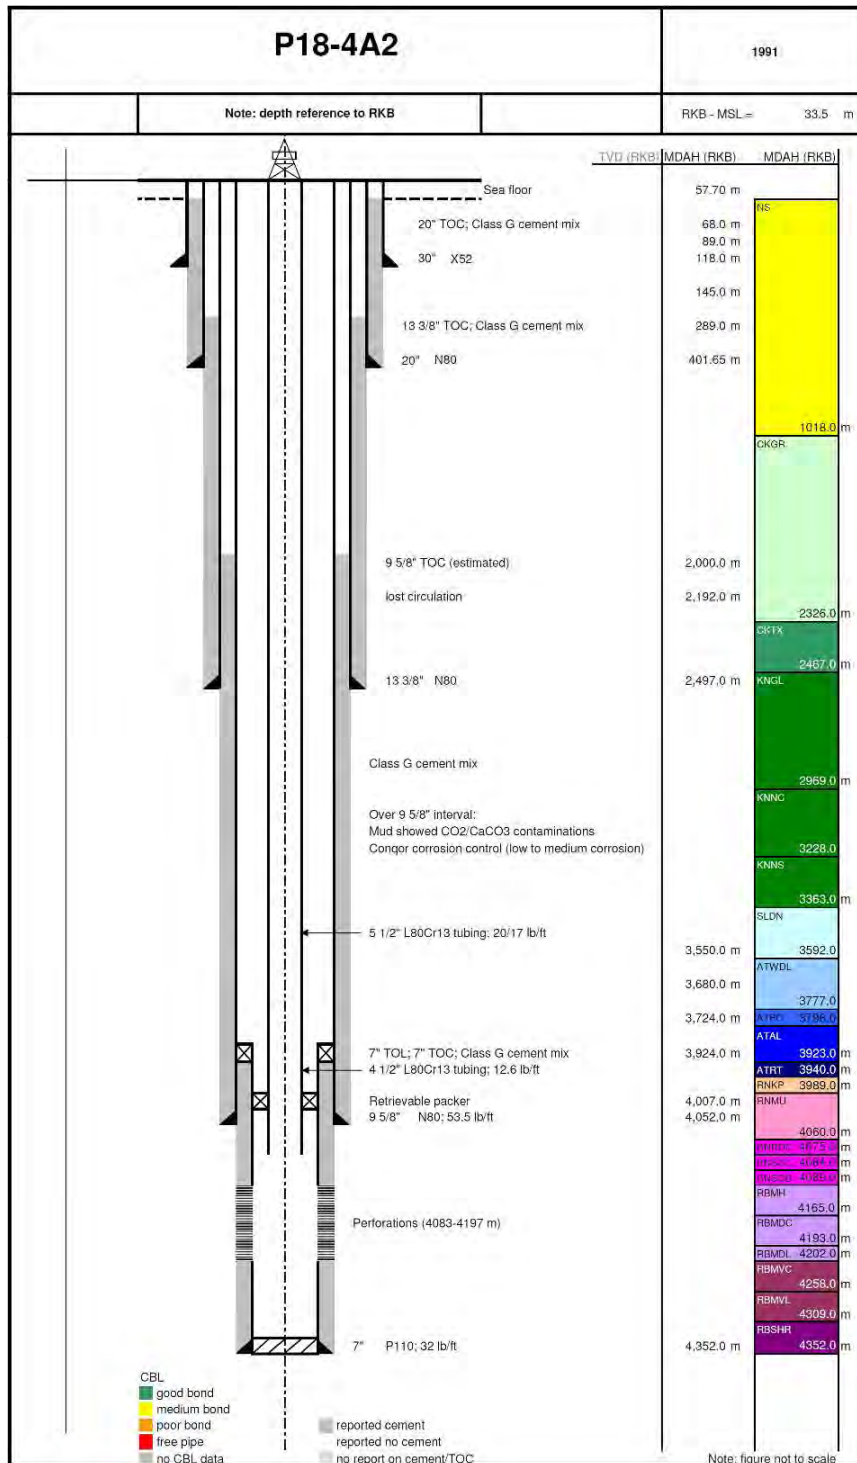 P18-4A2
1991
Note: depth reference to RKB
RKB - MSL = 33.5 m
TVD (RKB) MDAH (RKB) MDAH (RKB)
Sea floor 57.70 m
NS
20" TOC; Class G cement mix 68.0 m
89.0 m
30" X52 118.0 m
145.0 m
13 3/8" TOC; Class G cement mix 289.0 m
20" N80 401.65 m
1018.0 m
CKGR
9 5/8" TOC (estimated) 2,000.0 m
lost circulation 2,192.0 m
2326.0 m
CKTX
2467.0 m
13 3/8" N80 2,497.0 m KNGL
Class G cement mix
2969.0 m
KNNC
Over 9 5/8" interval:
Mud showed CO2/CaCO3 contaminations
Conqor corrosion control (low to medium corrosion) 3228.0 m
KNNS
3363.0 m
SLDN
5 1/2" L80Cr13 tubing; 20/17 lb/ft
3,550.0 m 3592.0
ATWDL
3,680.0 m
3777.0
3,724.0 m 3796.0
ATAL
7" TOL; 7" TOC; Class G cement mix 3,924.0 m 3923.0 m
4 1/2" L80Cr13 tubing; 12.6 lb/ft ATRT 3940.0 m
RNKP 3989.0 m
Retrievable packer 4,007.0 m RNMU
9 5/8" N80; 53.5 lb/ft 4,052.0 m
4060.0 m
4075.0 m
m
m
RBMH
4165.0 m
Perforations (4083-4197 m) RBMDC
4193.0 m
RBMDL 4202.0 m
RBMVC
4258.0 m
RBMVL
4309.0 m
RBSHR
7" P110; 32 lb/ft 4,352.0 m 4352.0 m
CBL
good bond
medium bond
poor bond reported cement
free pipe reported no cement
no CBL data no report on cement/TOC Note: figure not to scale